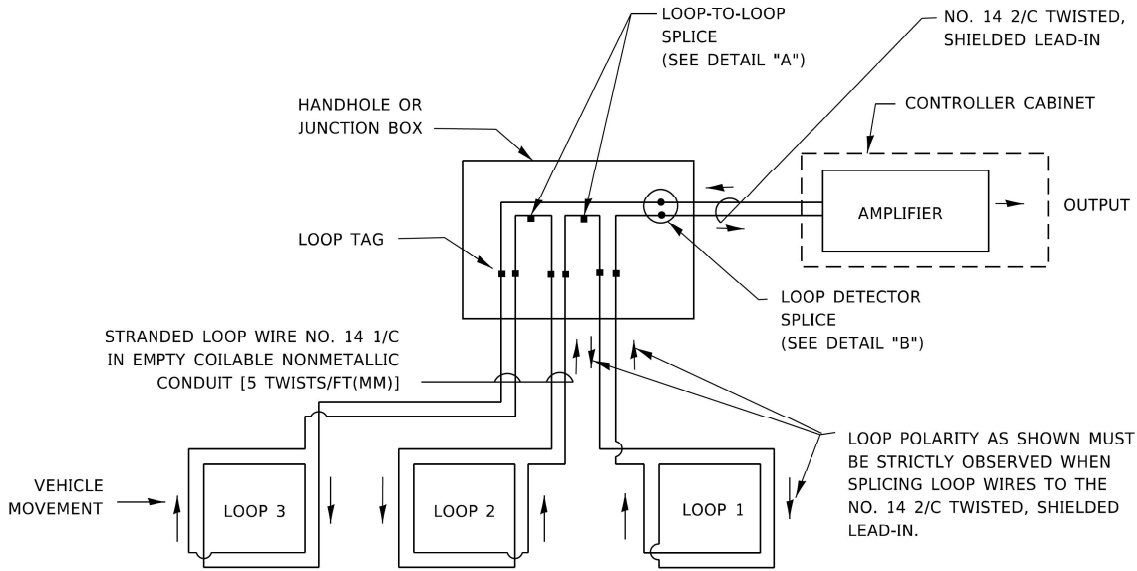 LOOP-TO-LOOP
SPLICE
(SEE DETAIL "A")
NO. 14 2/C TWISTED,
SHIELDED LEAD-IN
HANDHOLE OR
JUNCTION BOX
CONTROLLER CABINET
AMPLIFIER
OUTPUT
LOOP TAG
LOOP DETECTOR
SPLICE
(SEE DETAIL "B")
STRANDED LOOP WIRE NO. 14 1/C
IN EMPTY COILABLE NONMETALLIC
CONDUIT [5 TWISTS/FT(MM)]
LOOP POLARITY AS SHOWN MUST
BE STRICTLY OBSERVED WHEN
SPLICING LOOP WIRES TO THE
NO. 14 2/C TWISTED, SHIELDED
LEAD-IN.
VEHICLE
MOVEMENT
LOOP 3
LOOP 2
LOOP 1